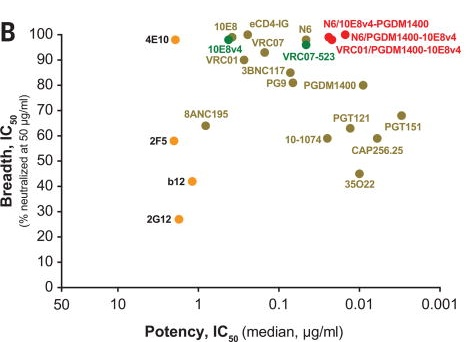 B
Breadth, IC50
(% neutralized at 50 µg/ml)
100
90
80
70
60
50
40
30
20
10
0
4E10
10E8
eCD4-IG
10E8v4
VRC07
VRC01
N6
VRC07-523
N6/10E8v4-PGDM1400
N6/PGDM1400-10E8v4
VRC01/PGDM1400-10E8v4
3BNC117
PG9
PGDM1400
8ANC195
PGT121
PGT151
10-1074
CAP256.25
2F5
b12
35O22
2G12
50
10
1
0.1
0.01
0.001
Potency, IC50 (median, µg/ml)